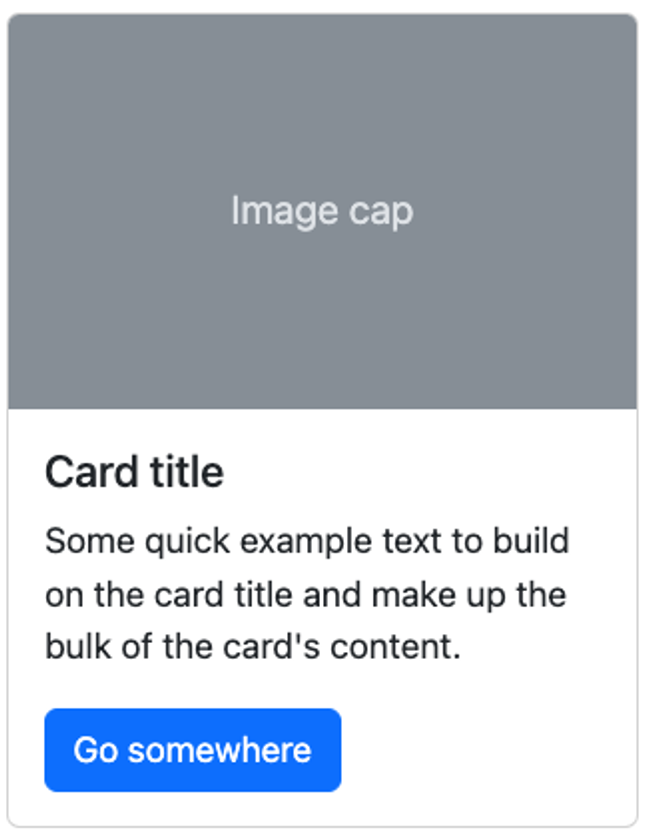 Image cap
Card title
Some quick example text to build
on the card title and make up the
bulk of the card's content.
Go somewhere